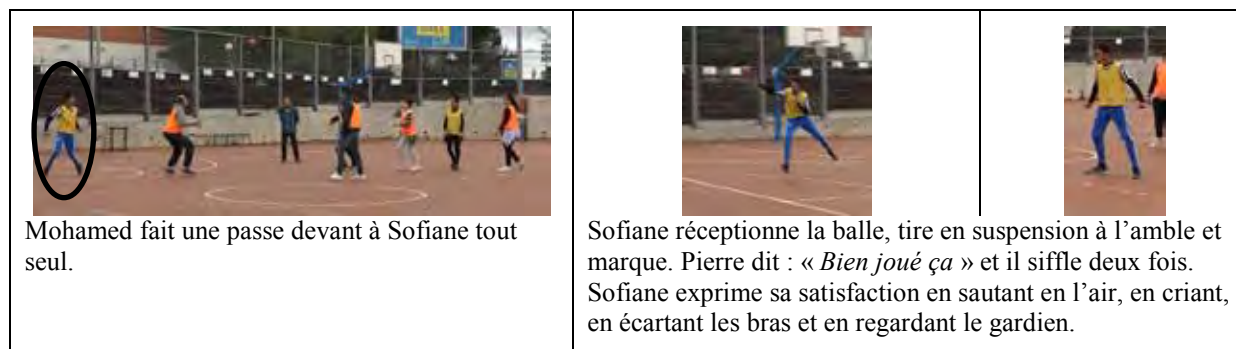 Mohamed fait une passe devant à Sofiane tout
seul.
Sofiane réceptionne la balle, tire en suspension à l’amble et
marque. Pierre dit : « Bien joué ça » et il siffle deux fois.
Sofiane exprime sa satisfaction en sautant en l’air, en criant,
en écartant les bras et en regardant le gardien.